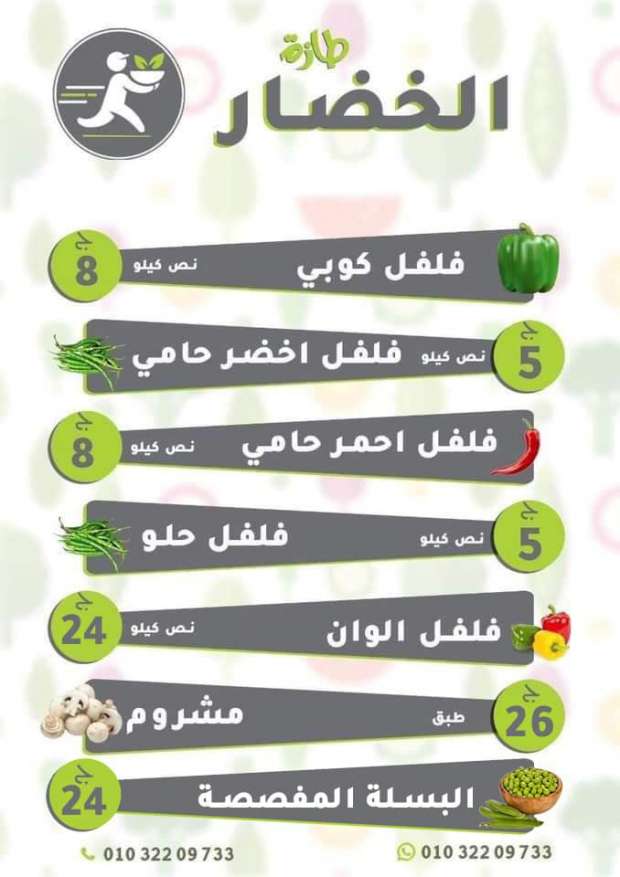 طازة
الخضار
فلفل كوبي نص كيلو 8
فلفل اخضر حامي نص كيلو 5
فلفل احمر حامي نص كيلو 8
فلفل حلو نص كيلو 5
فلفل الوان نص كيلو 24
مشروم طبق 26
البسلة المفصصة 24
010 322 09 733 010 322 09 733